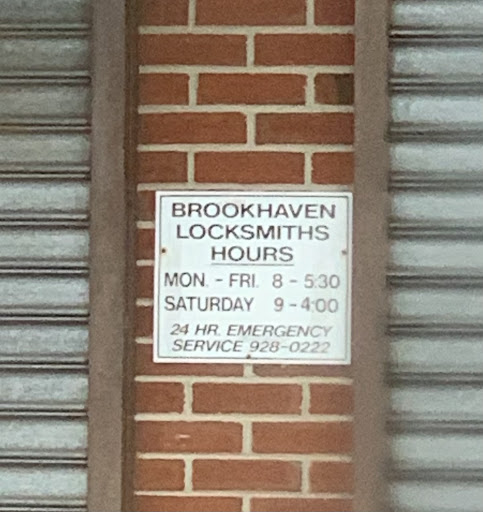 BROOKHAVEN
LOCKSMITHS
HOURS
MON. - FRI. 8 - 5:30
SATURDAY 9 - 4:00
24 HR. EMERGENCY
SERVICE 928-0222